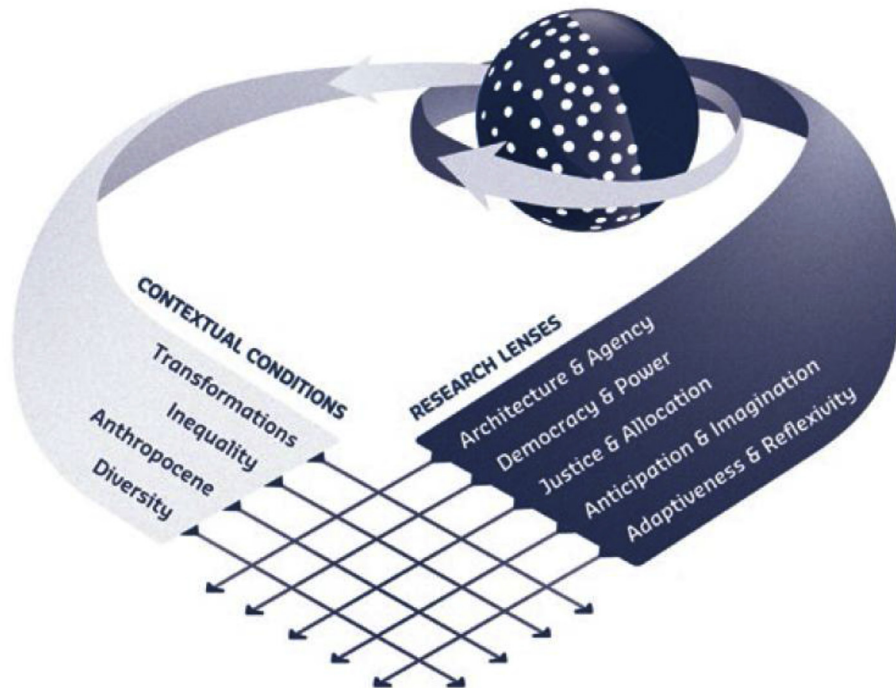 CONTEXTUAL CONDITIONS
Transformations
Inequality
Anthropocene
Diversity
RESEARCH LENSES
Architecture & Agency
Democracy & Power
Justice & Allocation
Anticipation & Imagination
Adaptiveness & Reflexivity